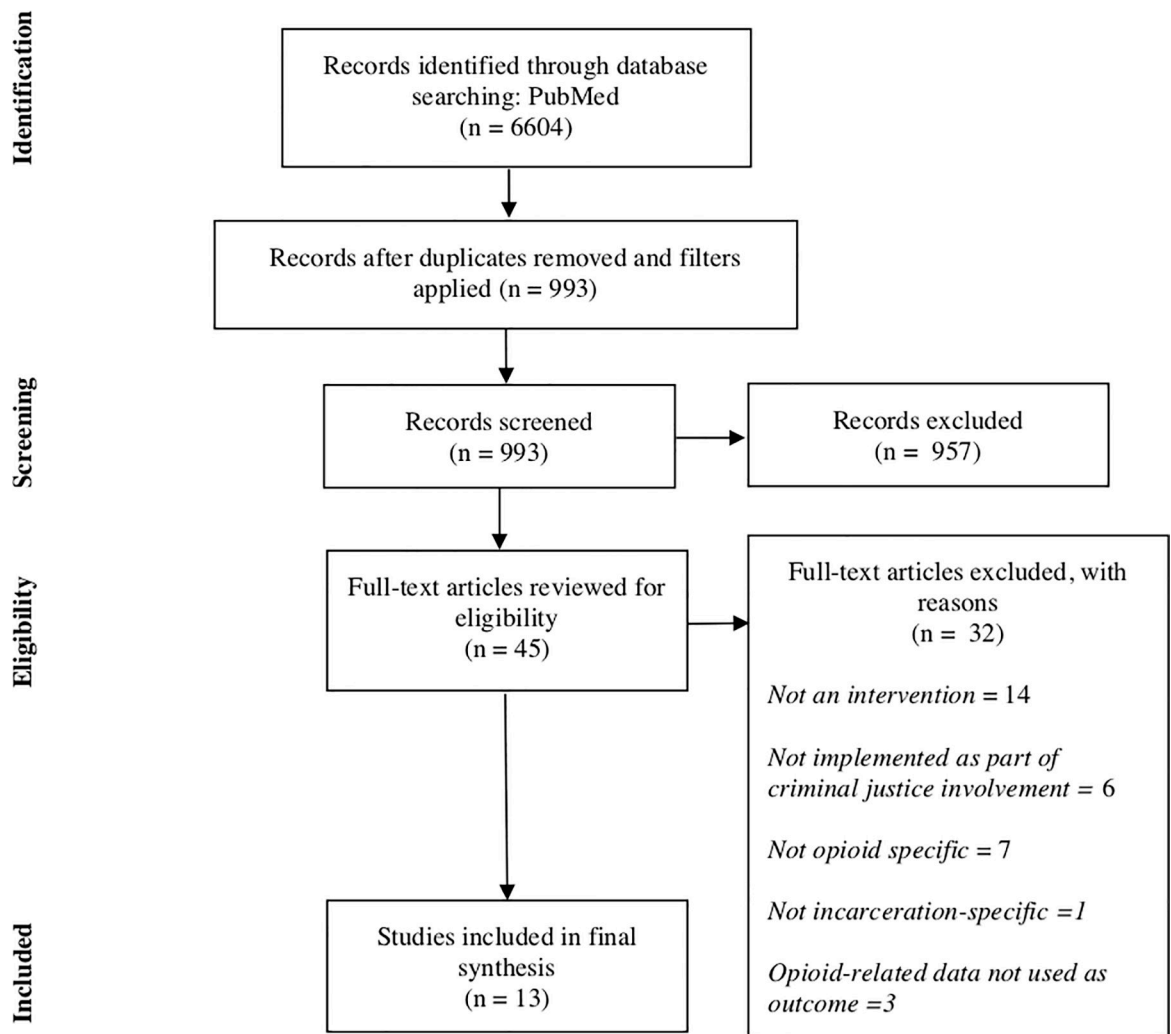 Identification
Records identified through database
searching: PubMed
(n = 6604)
Records after duplicates removed and filters
applied (n = 993)
Screening
Records screened
(n = 993)
Records excluded
(n = 957)
Eligibility
Full-text articles reviewed for
eligibility
(n = 45)
Full-text articles excluded, with
reasons
(n = 32)
Not an intervention = 14
Not implemented as part of
criminal justice involvement = 6
Not opioid specific = 7
Not incarceration-specific =1
Opioid-related data not used as
outcome =3
Included
Studies included in final
synthesis
(n = 13)